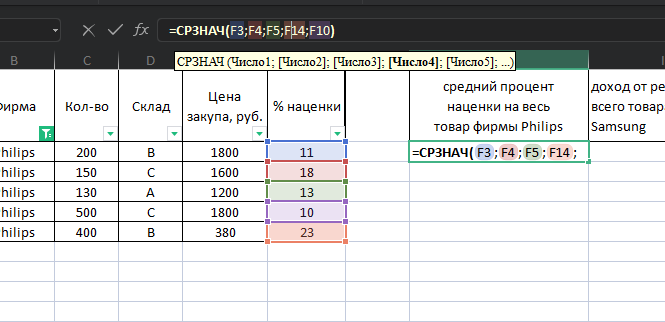 =СРЗНАЧ(F3;F4;F5;F14;F10)
СРЗНАЧ (Число1; [Число2]; [Число3]; [Число4]; [Число5]; ...)
B C D E F
Фирма Кол-во Склад Цена закупа, руб. % наценки
средний процент
наценки на весь
товар фирмы Philips
доход от ре
всего товар
Samsung
hilips 200 B 1800 11
=СРЗНАЧ( F3; F4; F5; F14;
hilips 150 C 1600 18
hilips 130 A 1200 13
hilips 500 C 1800 10
hilips 400 B 380 23